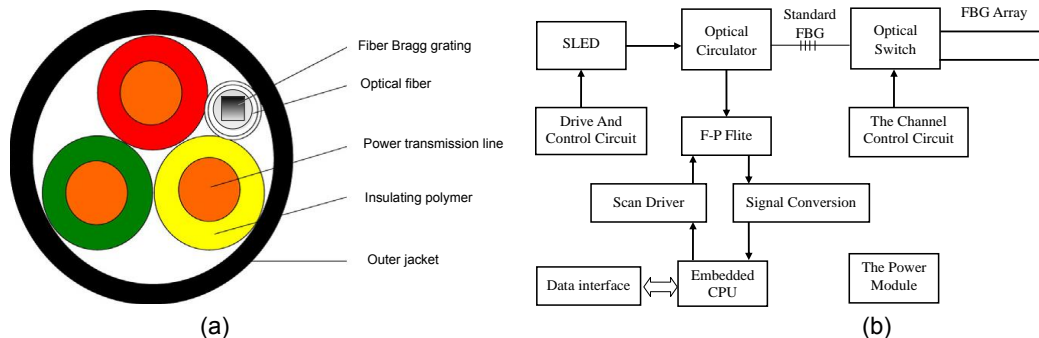 Fiber Bragg grating
Optical fiber
Power transmission line
Insulating polymer
Outer jacket
(a)
SLED
Optical
Circulator
Standard
FBG
Optical
Switch
FBG Array
Drive And
Control Circuit
F-P Flite
The Channel
Control Circuit
Scan Driver
Signal Conversion
Data interface
Embedded
CPU
The Power
Module
(b)